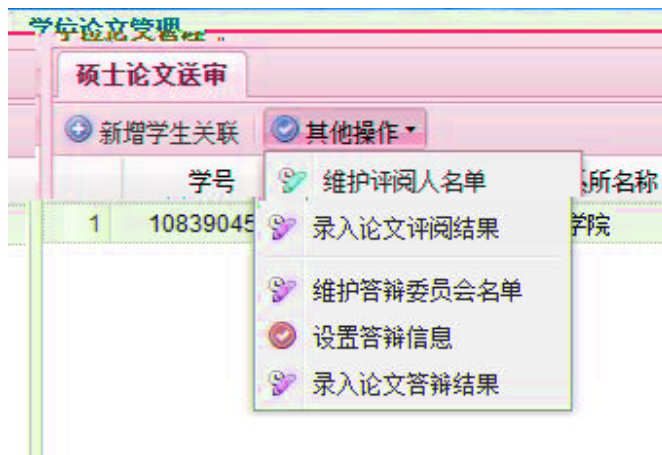 学位论文管理
硕士论文送审
新增学生关联 其他操作
学号 所名称
维护评阅人名单
1 10839045 学院
录入论文评阅结果
维护答辩委员会名单
设置答辩信息
录入论文答辩结果